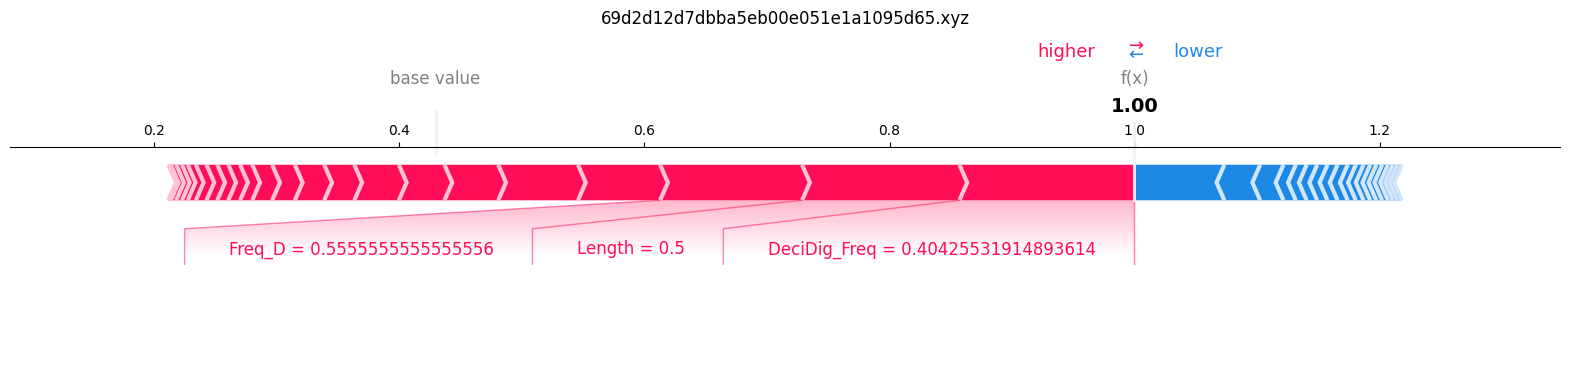 69d2d12d7dbba5eb00e051e1a1095d65.xyz
higher ⇄ lower
base value f(x)
1.00
0.2 0.4 0.6 0.8 1.0 1.2
Freq_D = 0.5555555555555556 Length = 0.5 DeciDig_Freq = 0.40425531914893614